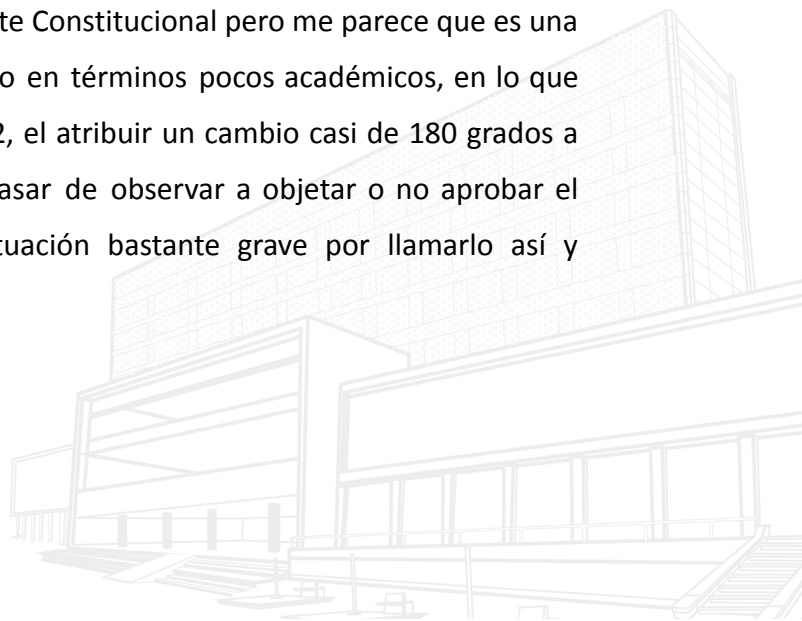 te Constitucional pero me parece que es una
o en términos pocos académicos, en lo que
2, el atribuir un cambio casi de 180 grados a
asar de observar a objetar o no aprobar el
tuación bastante grave por llamarlo así y